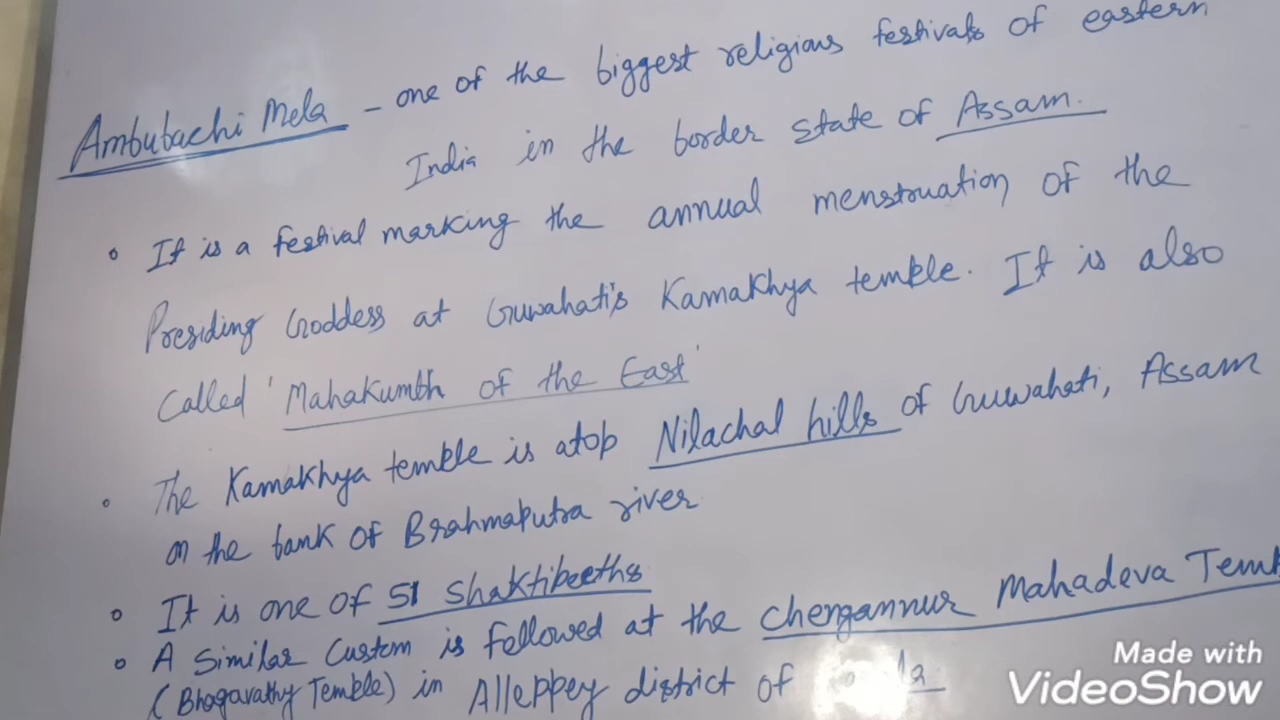 Ambubachi Mela - one of the biggest religious festivals of eastern
India in the border state of Assam.
• It is a festival marking the annual menstruation of the
Presiding Goddess at Guwahati's Kamakhya temple. It is also
called 'Mahakumbh of the East'
• The Kamakhya temple is atop Nilachal hills of Guwahati, Assam
on the bank of Brahmaputra river
• It is one of 51 Shaktipeeths
• A similar custom is followed at the Chengannur Mahadeva
(Bhagavathy Temple) in Alleppey district of
Made with
VideoShow